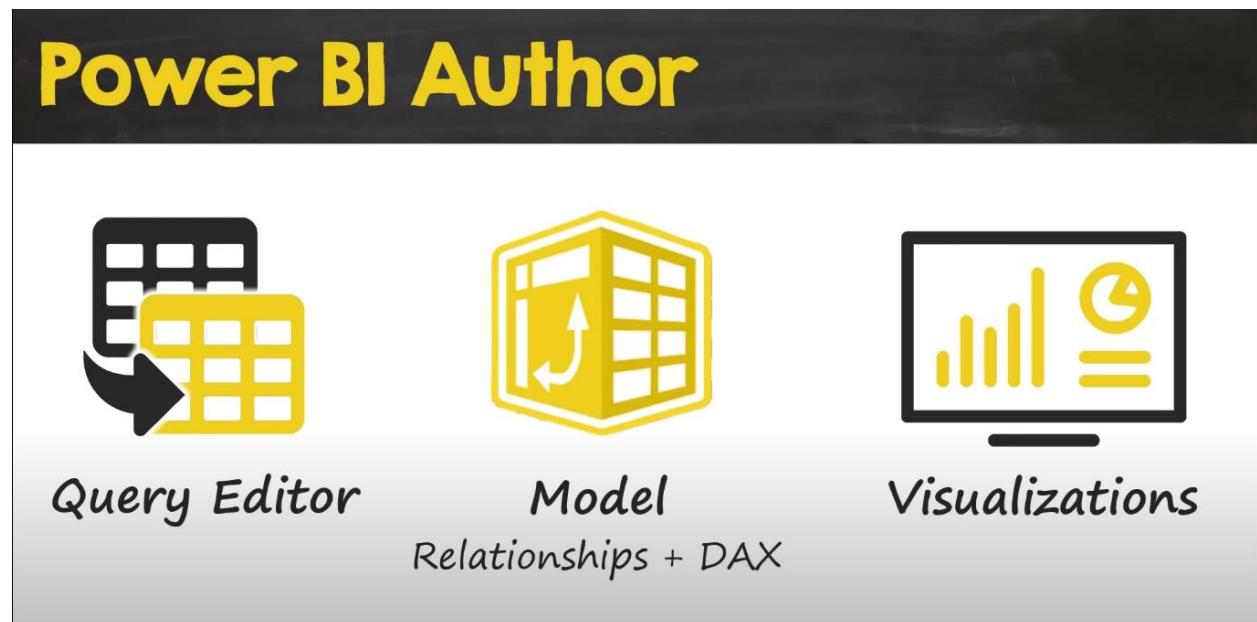 Power BI Author
Query Editor
Model
Visualizations
Relationships + DAX